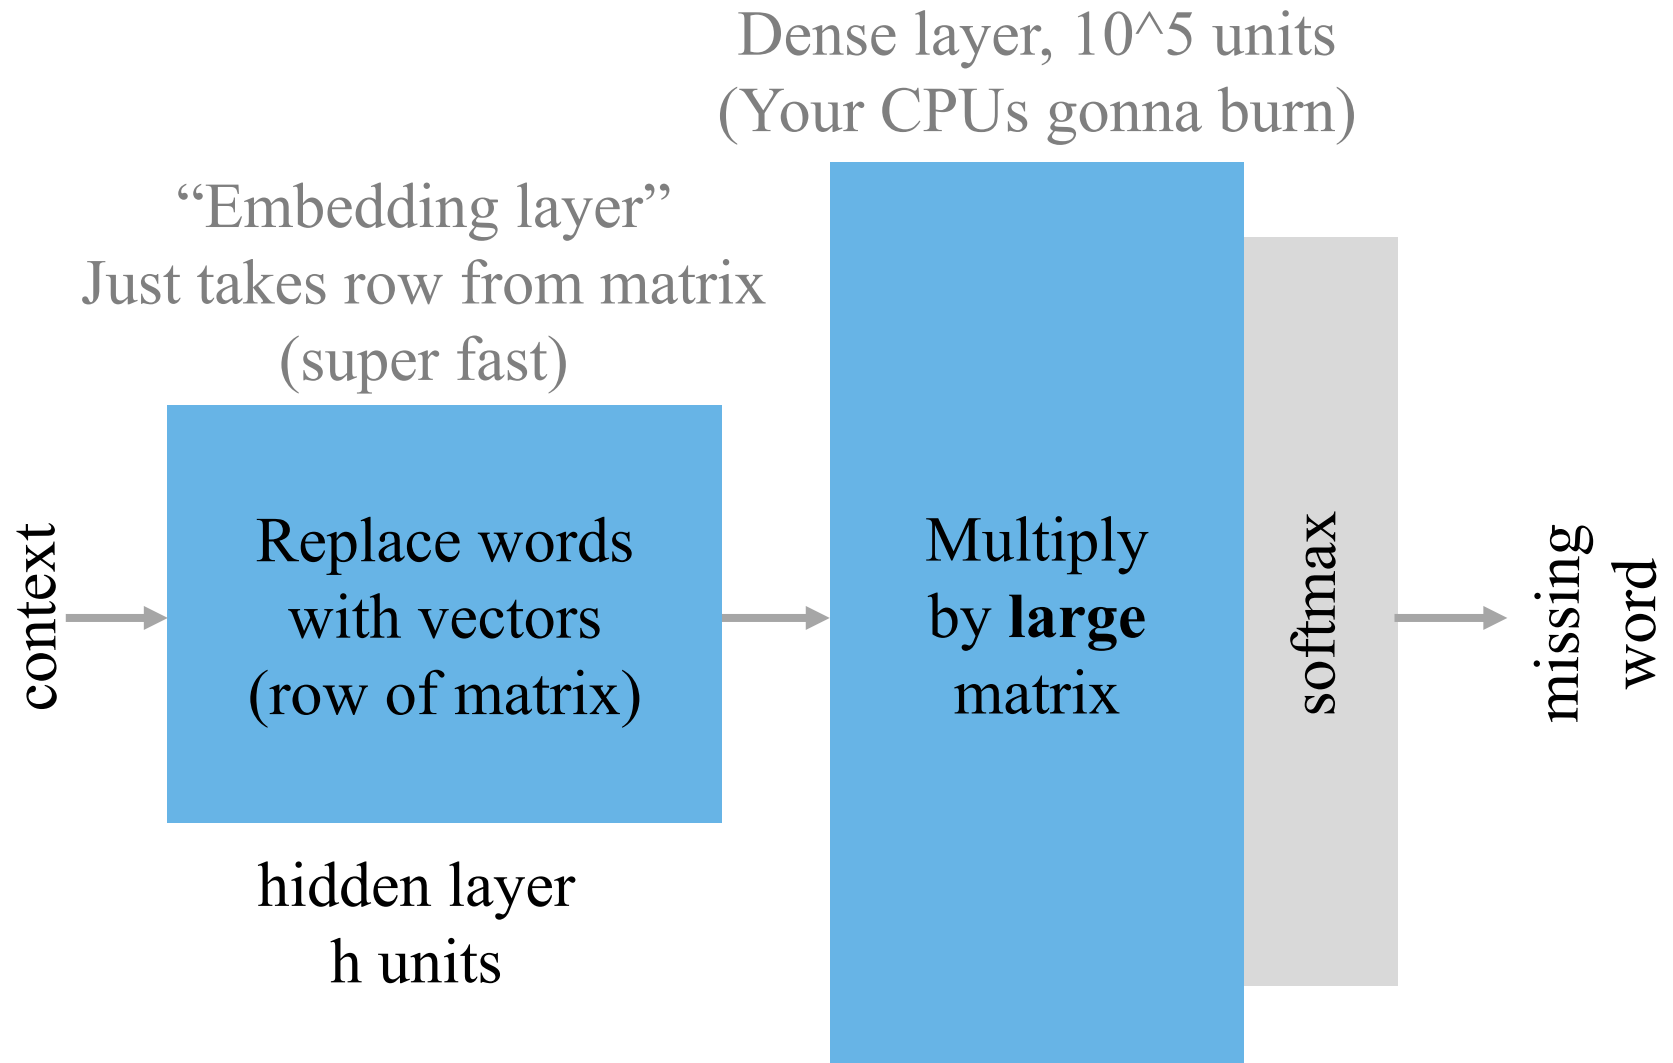 Dense layer, 10^5 units
(Your CPUs gonna burn)
“Embedding layer”
Just takes row from matrix
(super fast)
context
Replace words
with vectors
(row of matrix)
hidden layer
h units
Multiply
by large
matrix
softmax
missing
word